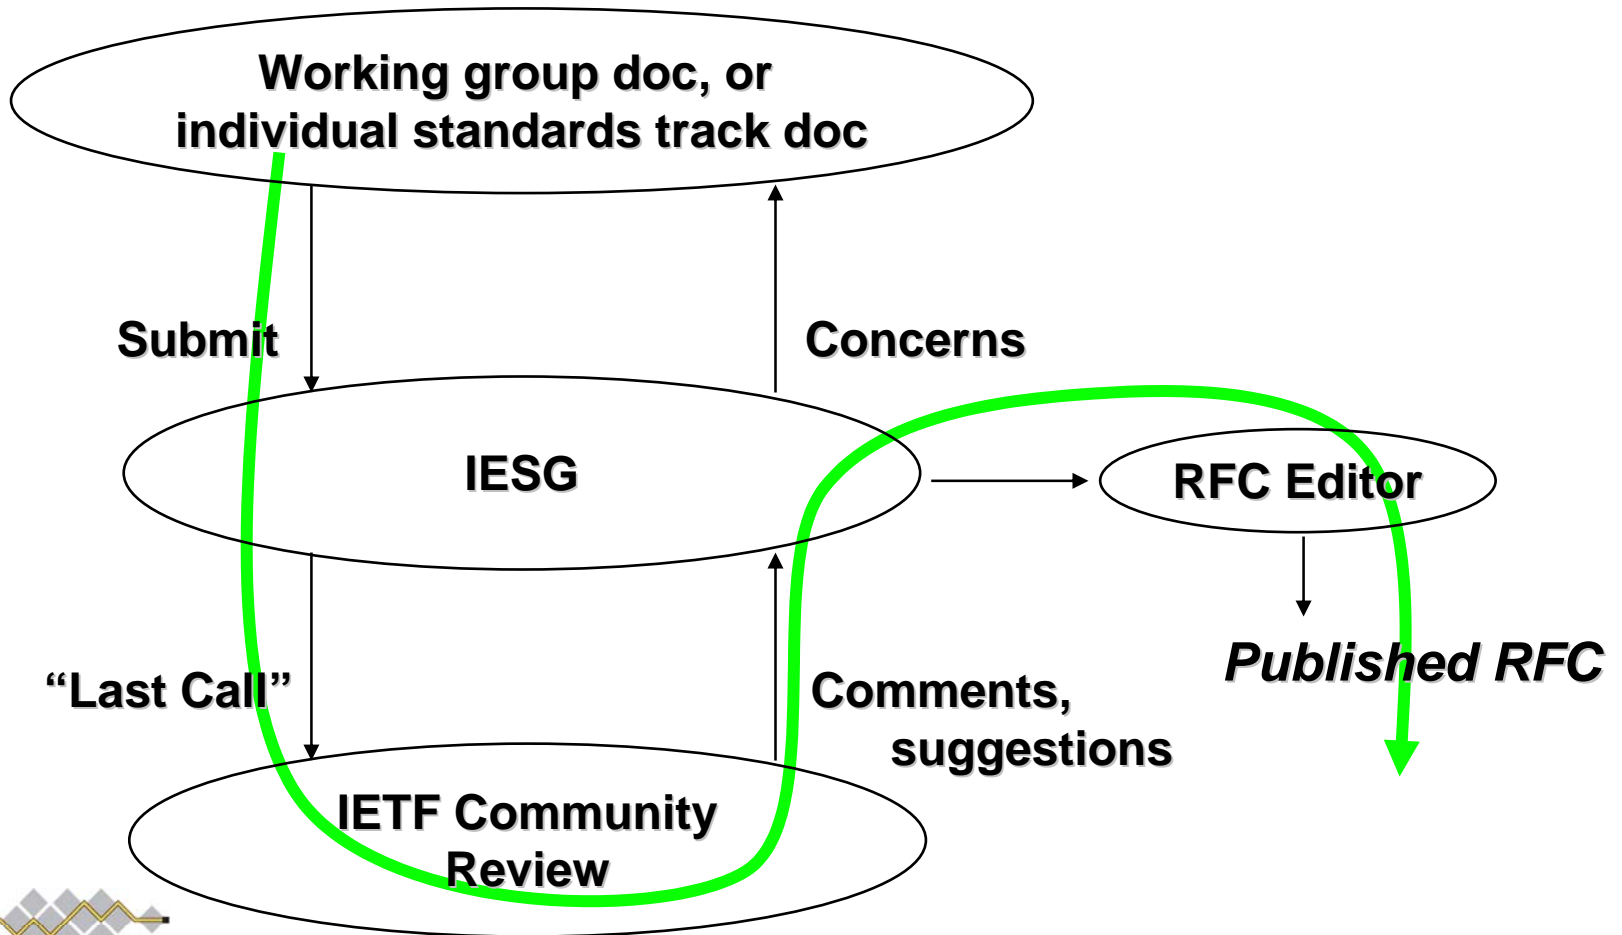 Working group doc, or
individual standards track doc
Submit
Concerns
IESG
RFC Editor
“Last Call”
Comments,
suggestions
Published RFC
IETF Community
Review